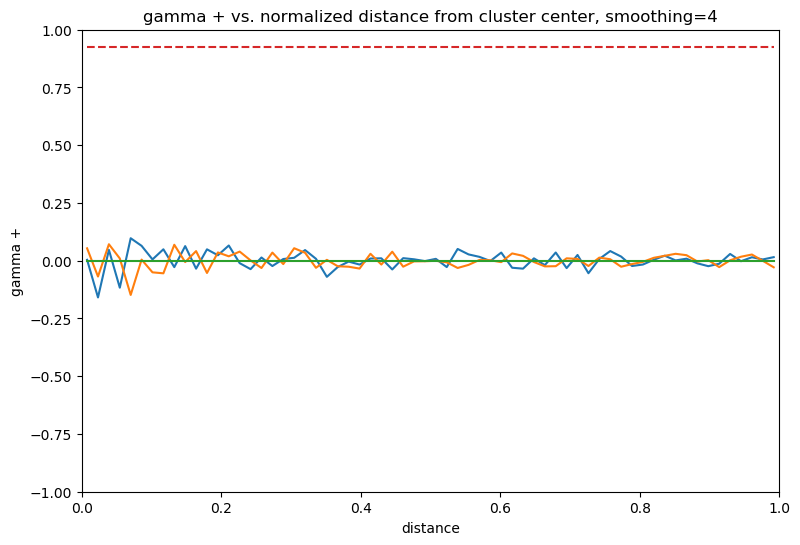 gamma + vs. normalized distance from cluster center, smoothing=4
1.00
0.75
0.50
0.25
0.00
−0.25
−0.50
−0.75
−1.00
gamma +
0.0 0.2 0.4 0.6 0.8 1.0
distance